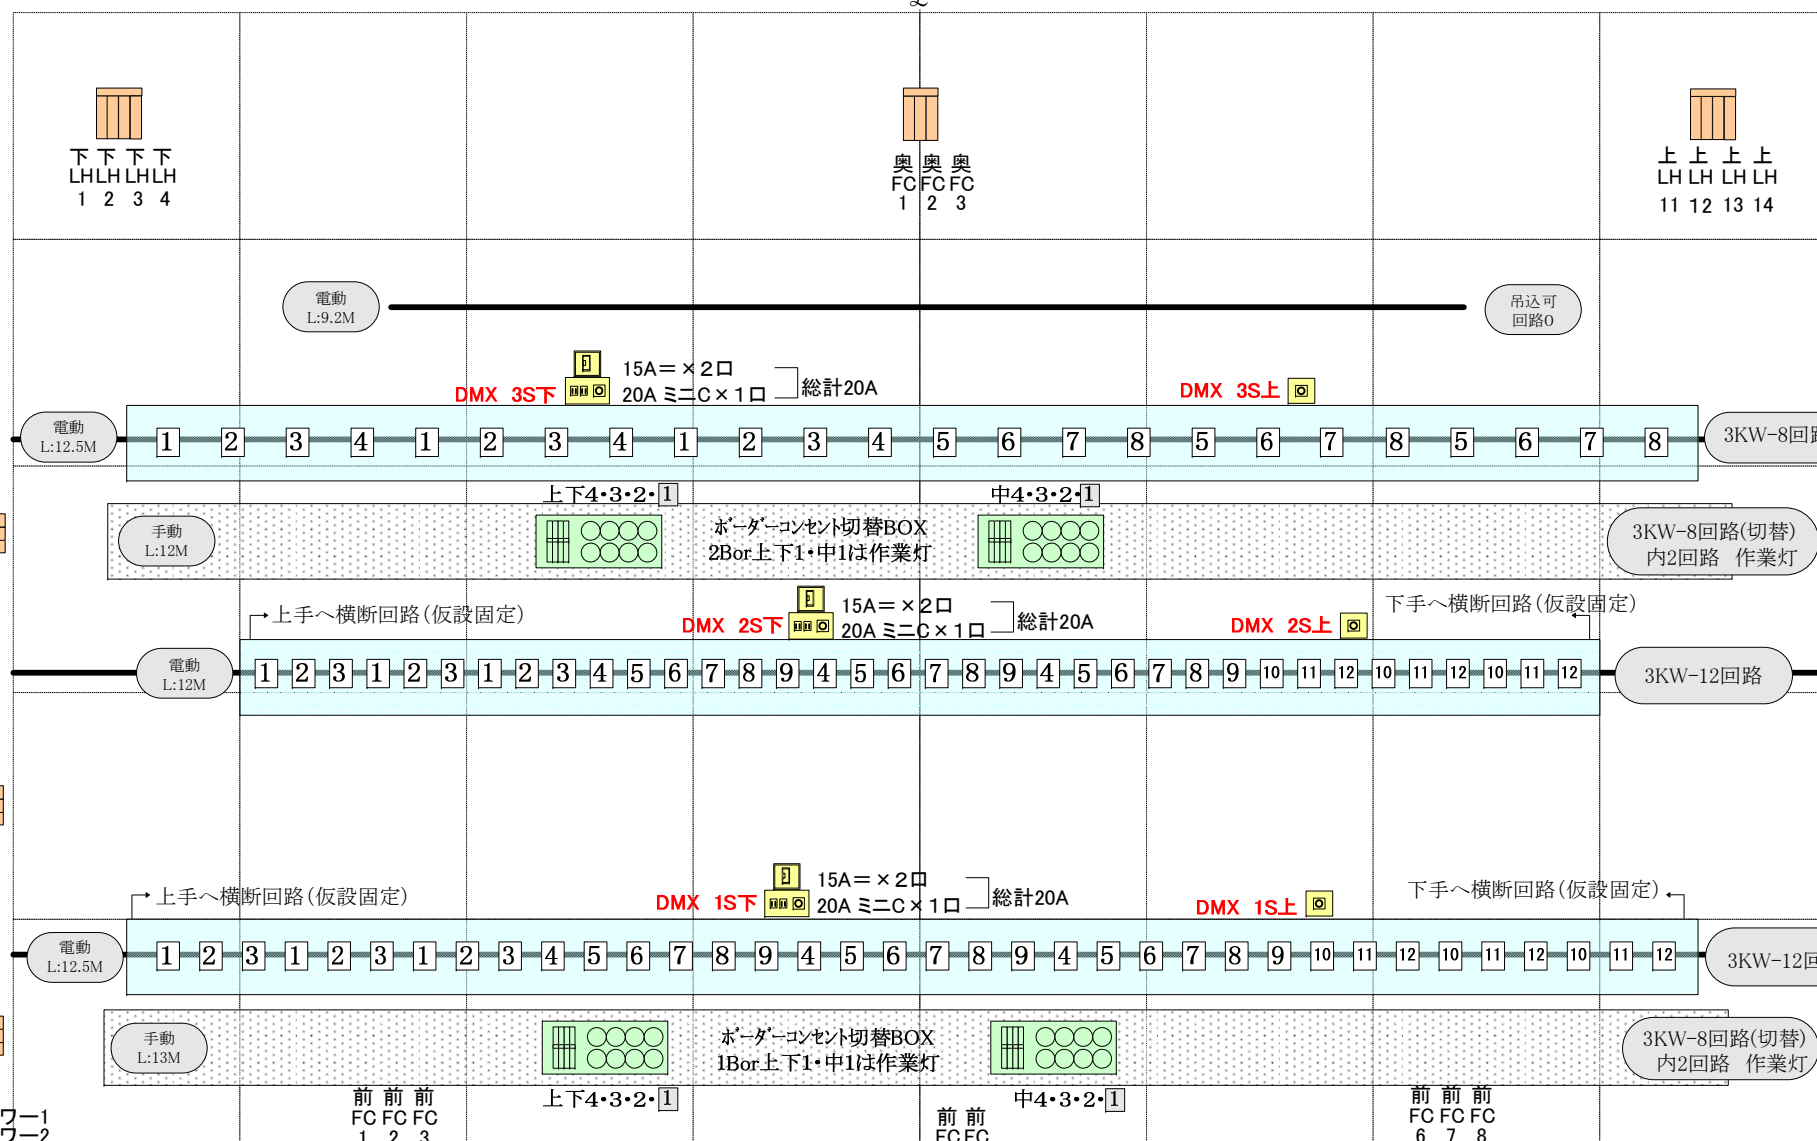 ℄
下 下 下 下
LH LH LH LH
1 2 3 4
奥 奥 奥
FC FC FC
1 2 3
上 上 上 上
LH LH LH LH
11 12 13 14
電動
L:9.2M
吊込可
回路0
15A=×2口
DMX 3S下
20A ミニC×1口
総計20A
DMX 3S上
電動
L:12.5M
1 2 3 4 1 2 3 4 1 2 3 4 5 6 7 8 5 6 7 8 5 6 7 8
3KW-8回路
上下4・3・2・1
中4・3・2・1
手動
L:12M
ボーダーコンセント切替BOX
2Bor上下1・中1は作業灯
3KW-8回路(切替)
内2回路 作業灯
上手へ横断回路(仮設固定)
15A=×2口
DMX 2S下
20A ミニC×1口
総計20A
DMX 2S上
下手へ横断回路(仮設固定)
電動
L:12M
1 2 3 1 2 3 1 2 3 4 5 6 7 8 9 4 5 6 7 8 9 4 5 6 7 8 9 10 11 12 10 11 12 10 11 12
3KW-12回路
上手へ横断回路(仮設固定)
15A=×2口
DMX 1S下
20A ミニC×1口
総計20A
DMX 1S上
下手へ横断回路(仮設固定)
電動
L:12.5M
1 2 3 1 2 3 1 2 3 4 5 6 7 8 9 4 5 6 7 8 9 4 5 6 7 8 9 10 11 12 10 11 12 10 11 12
3KW-12回
手動
L:13M
ボーダーコンセント切替BOX
1Bor上下1・中1は作業灯
3KW-8回路(切替)
内2回路 作業灯
上下4・3・2・1
中4・3・2・1
前 前 前
FC FC FC
1 2 3
前 前
FC FC
前 前 前
FC FC FC
6 7 8
ワー1
ワー2